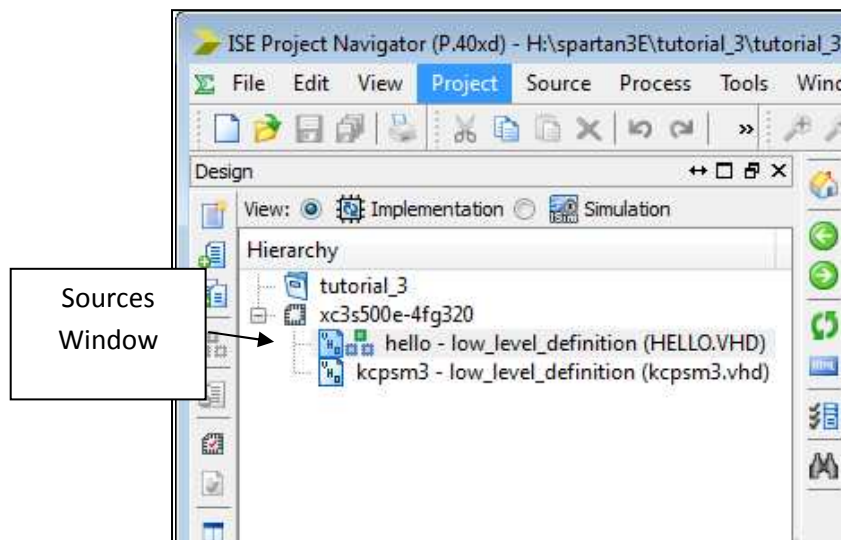 ISE Project Navigator (P.40xd) - H:\spartan3E\tutorial_3\tutorial_3
File Edit View Project Source Process Tools Wind
»
Design
View: Implementation Simulation
Hierarchy
tutorial_3
xc3s500e-4fg320
hello - low_level_definition (HELLO.VHD)
kcpsm3 - low_level_definition (kcpsm3.vhd)
Sources
Window